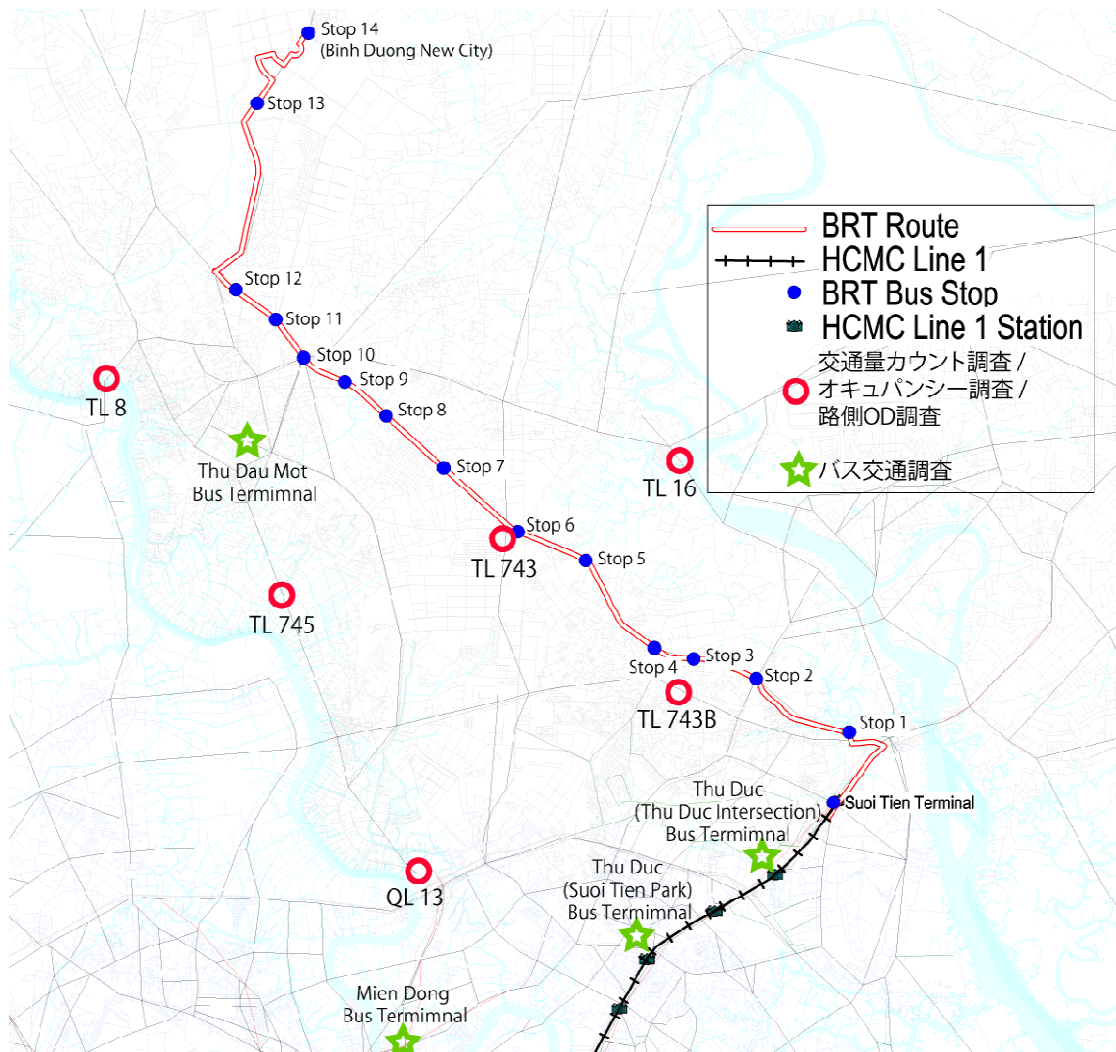 Stop 14
(Binh Duong New City)
Stop 13
BRT Route
HCMC Line 1
BRT Bus Stop
HCMC Line 1 Station
交通量カウント調査 /
オキュパンシー調査 /
路側OD調査
バス交通調査
Stop 12
Stop 11
Stop 10
Stop 9
Stop 8
Stop 7
TL 8
Thu Dau Mot
Bus Termimnal
TL 16
Stop 6
TL 743
Stop 5
TL 745
Stop 4
Stop 3
Stop 2
TL 743B
Stop 1
Thu Duc
(Thu Duc Intersection)
Bus Termimnal
Suoi Tien Terminal
Thu Duc
(Suoi Tien Park)
Bus Termimnal
QL 13
Mien Dong
Bus Termimnal